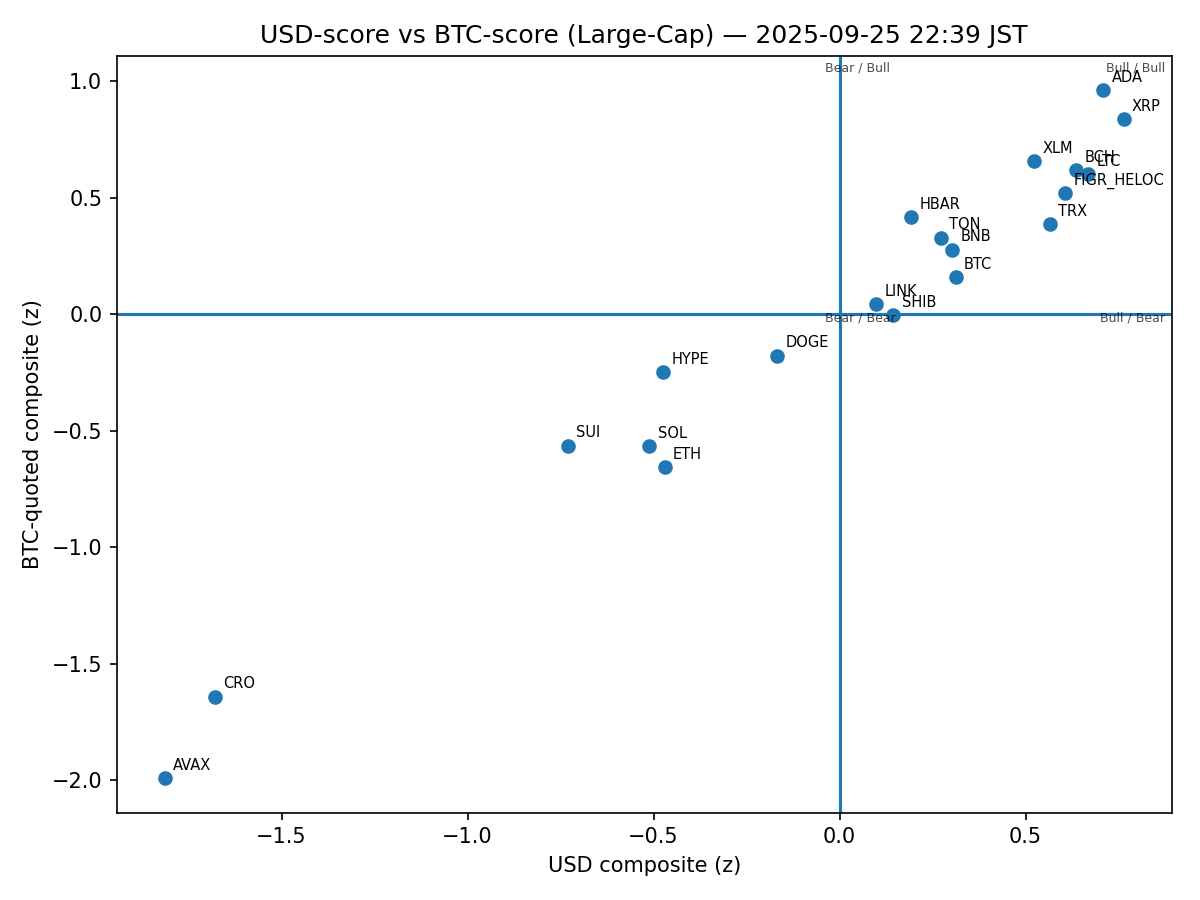 USD-score vs BTC-score (Large-Cap) — 2025-09-25 22:39 JST
Bear / Bull
Bull / Bull
1.0
ADA
XRP
XLM
BCH
LTC
FIGR_HELOC
0.5
HBAR
TRX
TON
BNB
BTC
LINK
SHIB
0.0
Bear / Bear
Bull / Bear
DOGE
HYPE
SUI
SOL
−0.5
ETH
−1.0
−1.5
CRO
AVAX
−2.0
BTC-quoted composite (z)
−1.5
−1.0
−0.5
0.0
0.5
USD composite (z)